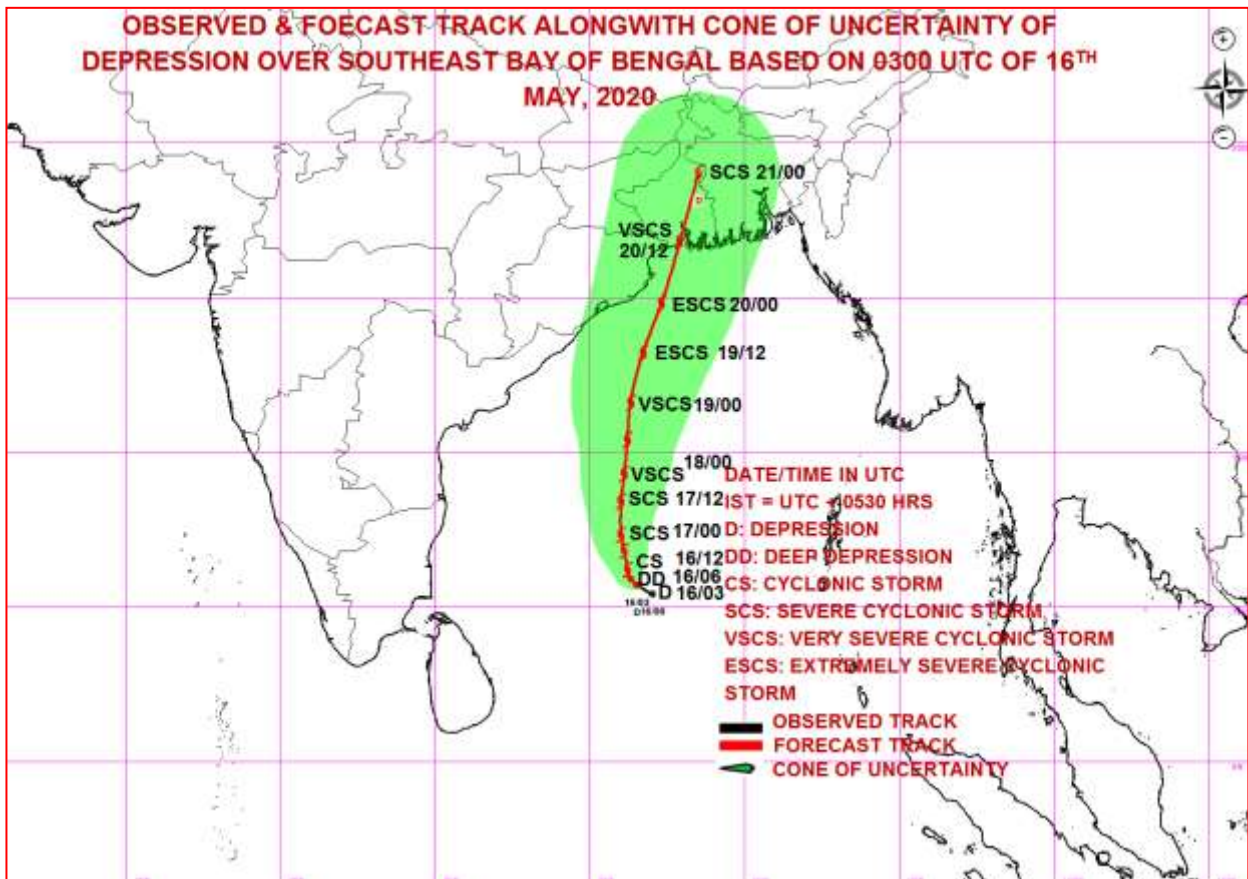 OBSERVED & FOECAST TRACK ALONGWITH CONE OF UNCERTAINTY OF
DEPRESSION OVER SOUTHEAST BAY OF BENGAL BASED ON 0300 UTC OF 16TH
MAY, 2020
SCS 21/00
D
VSCS
20/12
ESCS 20/00
ESCS 19/12
VSCS 19/00
VSCS 18/00
SCS 17/12
SCS 17/00
CS 16/12
DD 16/06
D 16/03
DATE/TIME IN UTC
IST = UTC + 0530 HRS
D: DEPRESSION
DD: DEEP DEPRESSION
CS: CYCLONIC STORM
SCS: SEVERE CYCLONIC STORM
VSCS: VERY SEVERE CYCLONIC STORM
ESCS: EXTREMELY SEVERE CYCLONIC
STORM
OBSERVED TRACK
FORECAST TRACK
CONE OF UNCERTAINTY